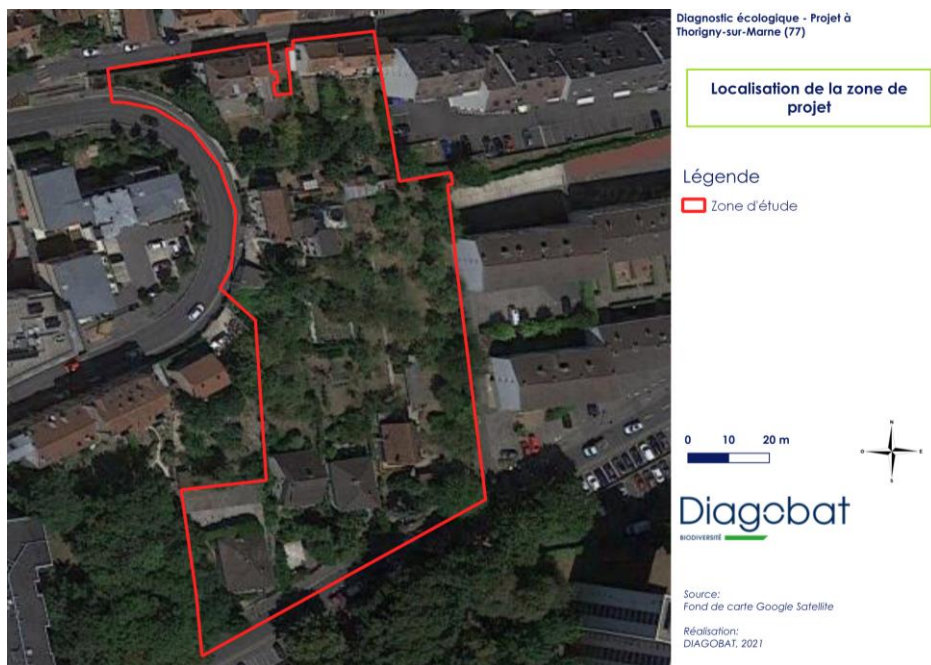 Diagnostic écologique - Projet à
Thorigny-sur-Marne (77)
Localisation de la zone de
projet
Légende
Zone d'étude
0 10 20 m
N
O E
S
Diagobat
BIODIVERSITÉ
Source:
Fond de carte Google Satellite
Réalisation:
DIAGOBAT, 2021